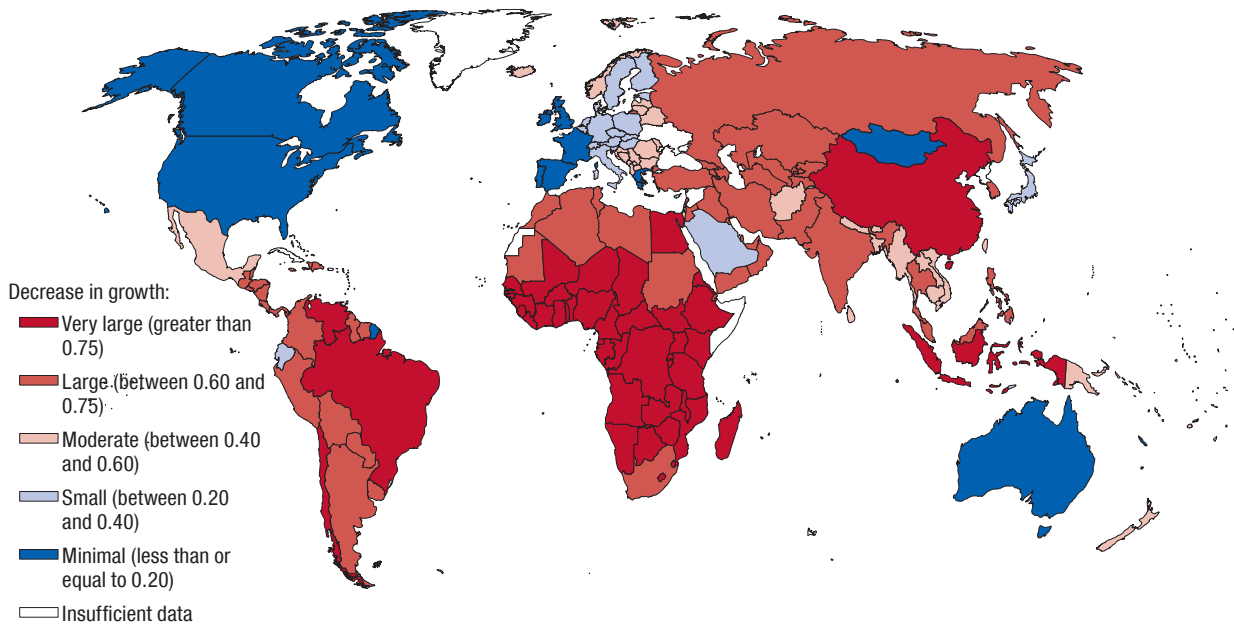 Decrease in growth:
Very large (greater than
0.75)
Large (between 0.60 and
0.75)
Moderate (between 0.40
and 0.60)
Small (between 0.20
and 0.40)
Minimal (less than or
equal to 0.20)
Insufficient data